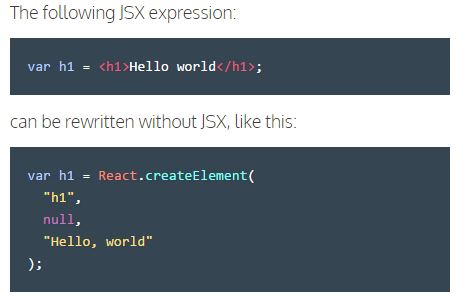 The following JSX expression:
var h1 = <h1>Hello world</h1>;
can be rewritten without JSX, like this:
var h1 = React.createElement(
  "h1",
  null,
  "Hello, world"
);